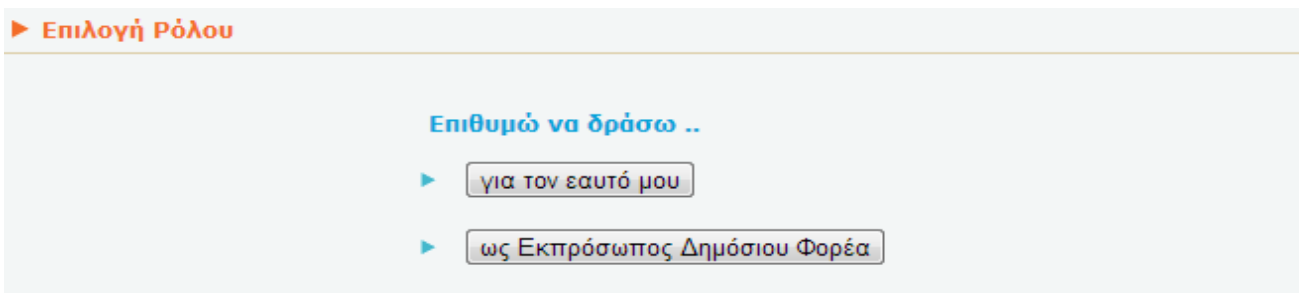 Επιλογή Ρόλου
Επιθυμώ να δράσω ..
για τον εαυτό μου
ως Εκπρόσωπος Δημόσιου Φορέα